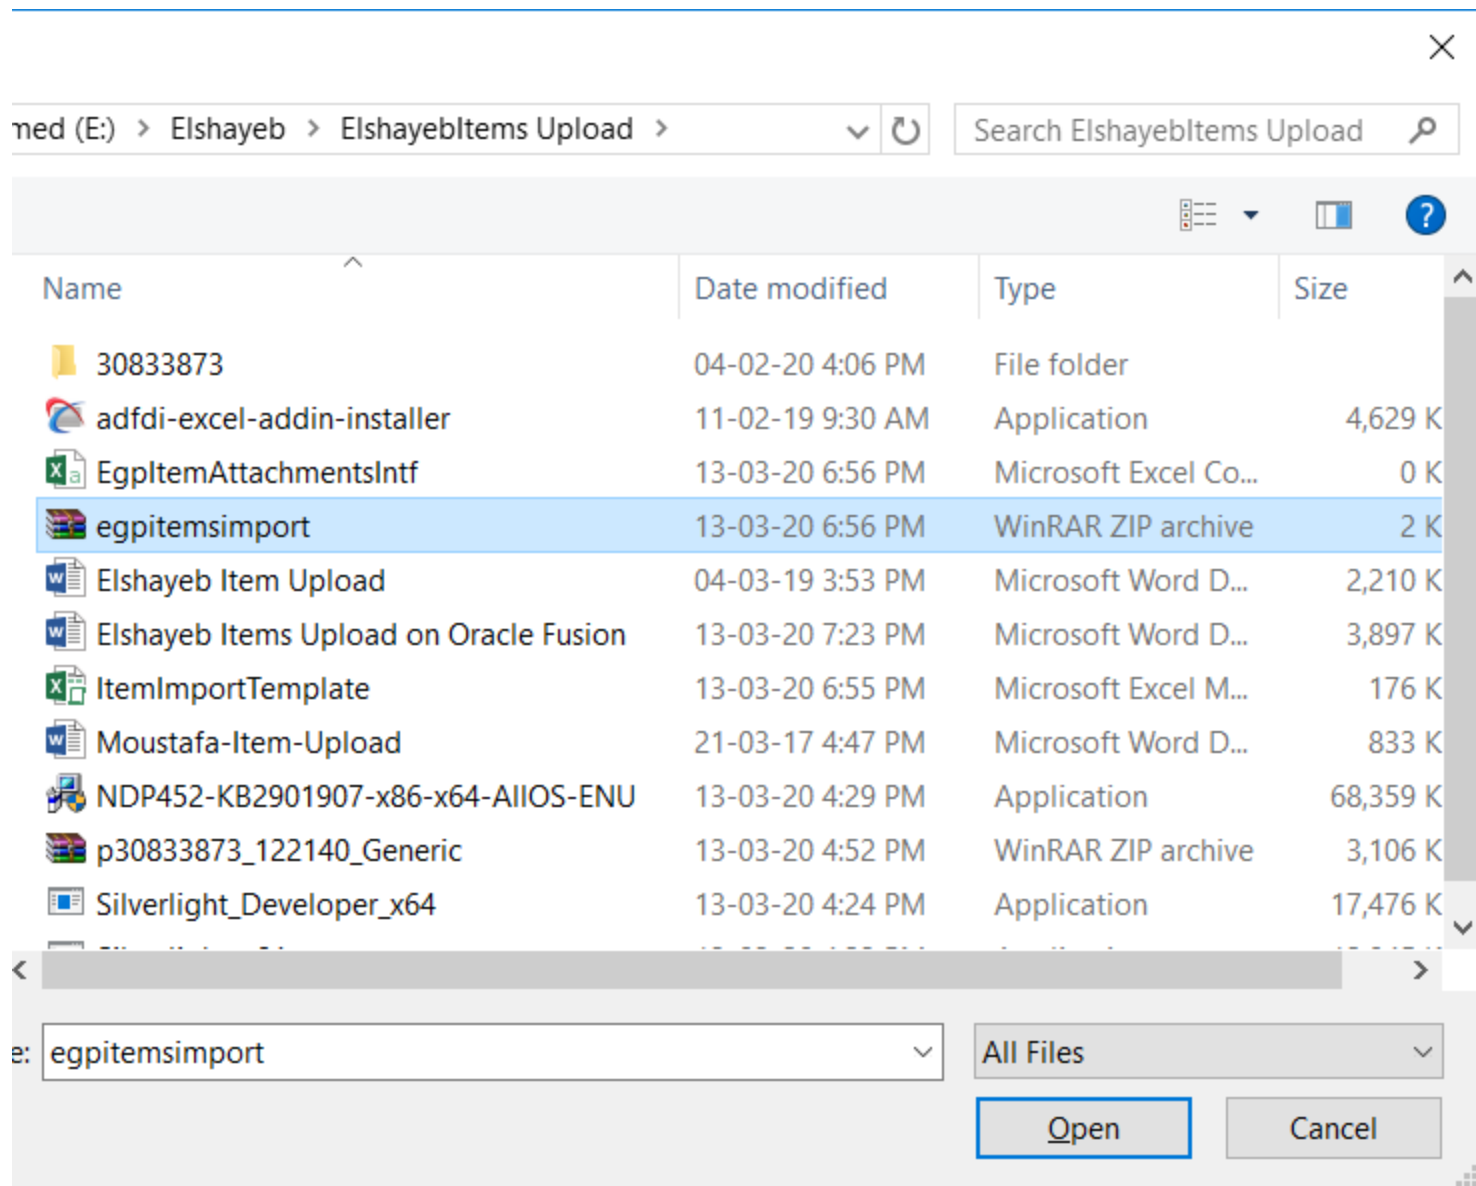 med (E:) > Elshayeb > ElshayebItems Upload >
Search ElshayebItems Upload
?
Name Date modified Type Size
30833873 04-02-20 4:06 PM File folder
adfdi-excel-addin-installer 11-02-19 9:30 AM Application 4,629 K
EgpItemAttachmentsIntf 13-03-20 6:56 PM Microsoft Excel Co... 0 K
egpitemsimport 13-03-20 6:56 PM WinRAR ZIP archive 2 K
Elshayeb Item Upload 04-03-19 3:53 PM Microsoft Word D... 2,210 K
Elshayeb Items Upload on Oracle Fusion 13-03-20 7:23 PM Microsoft Word D... 3,897 K
ItemImportTemplate 13-03-20 6:55 PM Microsoft Excel M... 176 K
Moustafa-Item-Upload 21-03-17 4:47 PM Microsoft Word D... 833 K
NDP452-KB2901907-x86-x64-AllOS-ENU 13-03-20 4:29 PM Application 68,359 K
p30833873_122140_Generic 13-03-20 4:52 PM WinRAR ZIP archive 3,106 K
Silverlight_Developer_x64 13-03-20 4:24 PM Application 17,476 K
e: egpitemsimport
All Files
Open Cancel